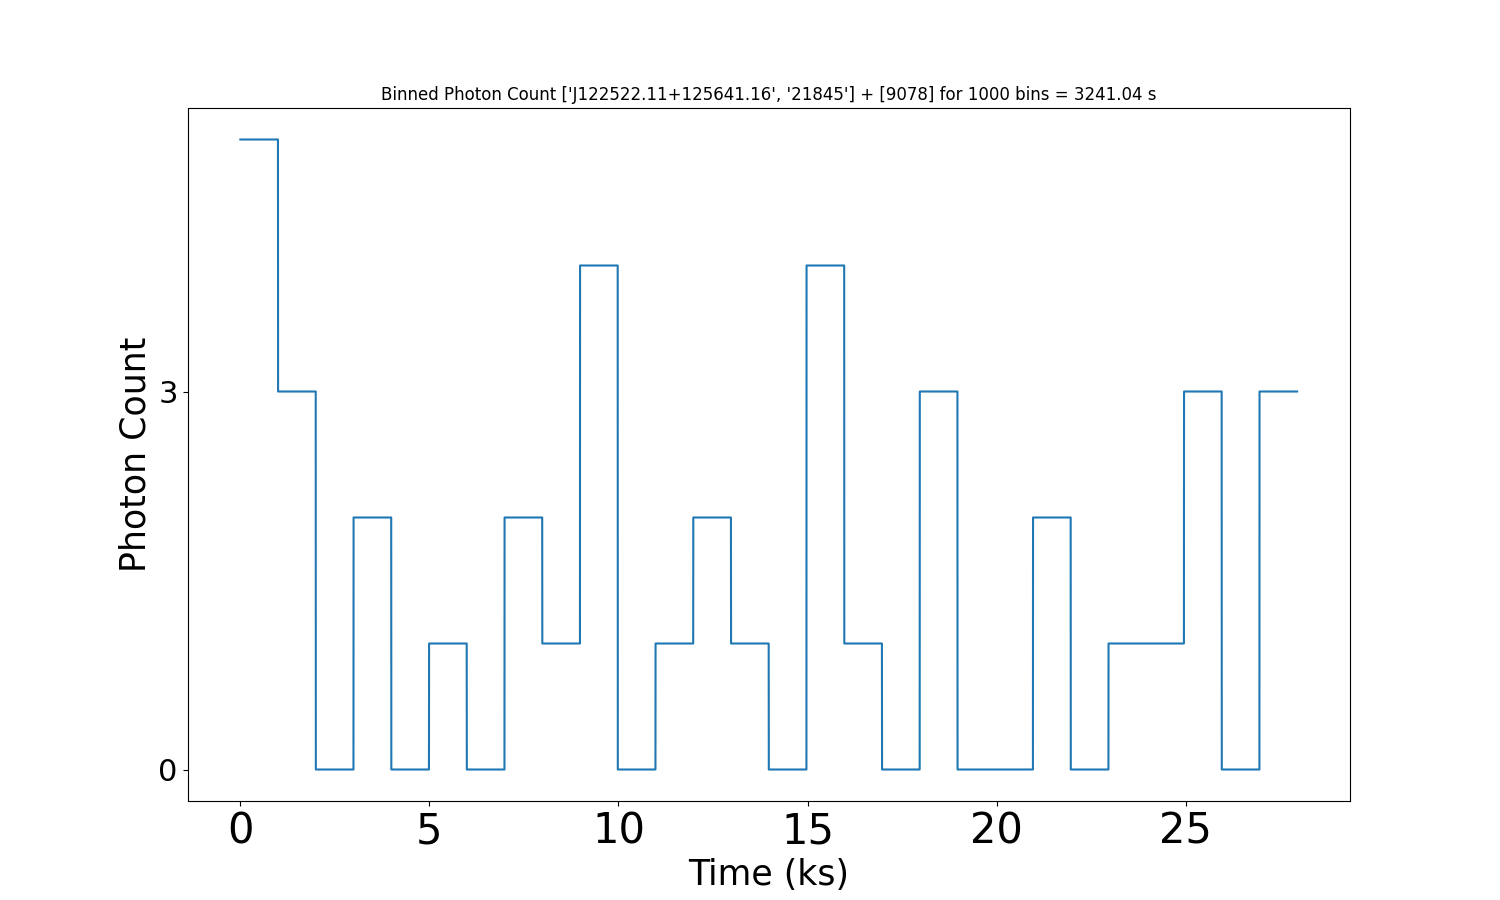 Binned Photon Count ['J122522.11+125641.16', '21845'] + [9078] for 1000 bins = 3241.04 s
Photon Count
3
0
0 5 10 15 20 25
Time (ks)